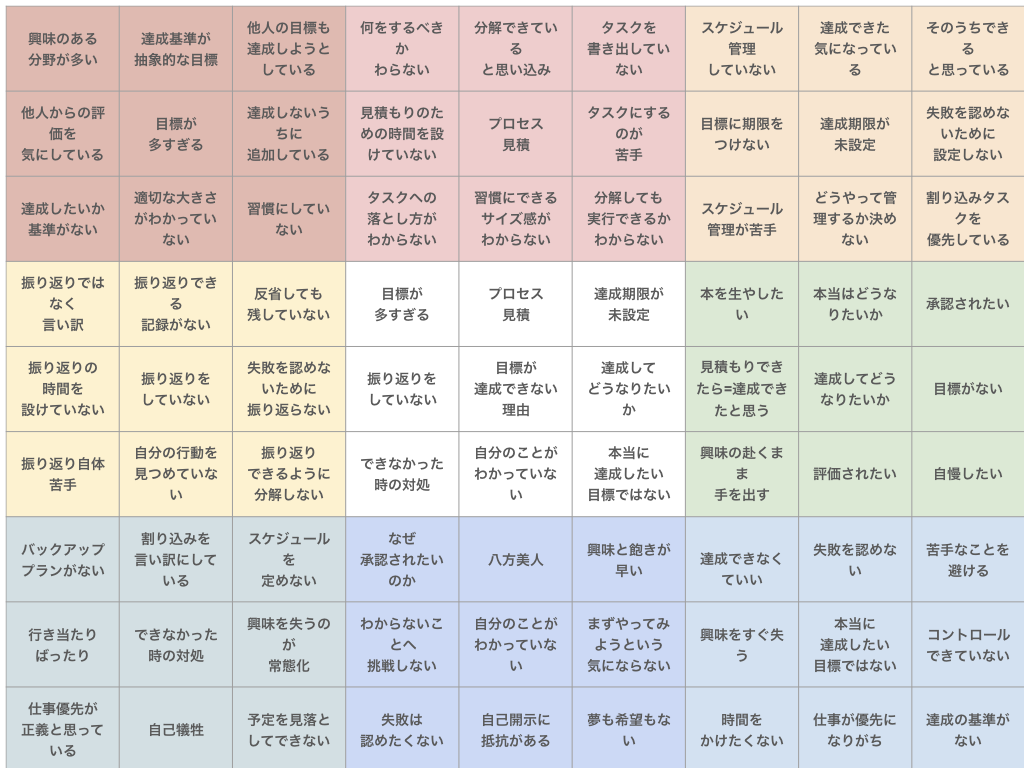 興味のある
分野が多い
達成基準が
抽象的な目標
他人の目標も
達成しようと
している
何をするべき
か
わからない
分解できてい
る
と思い込み
タスクを
書き出してい
ない
スケジュール
管理
していない
達成できた
気になってい
る
そのうちでき
る
と思っている
他人からの評
価を
気にしている
目標が
多すぎる
達成しないう
ちに
追加している
見積もりのた
めの時間を設
けていない
プロセス
見積
タスクにする
のが
苦手
目標に期限を
つけない
達成期限が
未設定
失敗を認めな
いために
設定しない
達成したいか
基準がない
適切な大きさ
がわかってい
ない
習慣にしてい
ない
タスクへの
落とし方が
わからない
習慣にできる
サイズ感が
わからない
分解しても
実行できるか
わからない
スケジュール
管理が苦手
どうやって管
理するか決め
ない
割り込みタス
クを
優先している
振り返りでは
なく
言い訳
振り返りでき
る
記録がない
反省しても
残していない
目標が
多すぎる
プロセス
見積
達成期限が
未設定
本を生やした
い
本当はどうな
りたいか
承認されたい
振り返りの
時間を
設けていない
振り返りを
していない
失敗を認めな
いために
振り返らない
振り返りを
していない
目標が
達成できない
理由
達成して
どうなりたい
か
見積もりでき
たら=達成でき
たと思う
達成してどう
なりたいか
目標がない
振り返り自体
苦手
自分の行動を
見つめていな
い
振り返り
できるように
分解しない
できなかった
時の対処
自分のことが
わかっていな
い
本当に
達成したい
目標ではない
興味の赴くま
ま
手を出す
評価されたい
自慢したい
バックアップ
プランがない
割り込みを
言い訳にして
いる
スケジュール
を
定めない
なぜ
承認されたい
のか
八方美人
興味と飽きが
早い
達成できなく
ていい
失敗を認めな
い
苦手なことを
避ける
行き当たり
ばったり
できなかった
時の対処
興味を失うの
が
常態化
わからないこ
とへ
挑戦しない
自分のことが
わかっていな
い
まずやってみ
ようという
気にならない
興味をすぐ失
う
本当に
達成したい
目標ではない
コントロール
できていない
仕事優先が
正義と思って
いる
自己犠牲
予定を見落と
してできない
失敗は
認めたくない
自己開示に
抵抗がある
夢も希望もな
い
時間を
かけたくない
仕事が優先に
なりがち
達成の基準が
ない